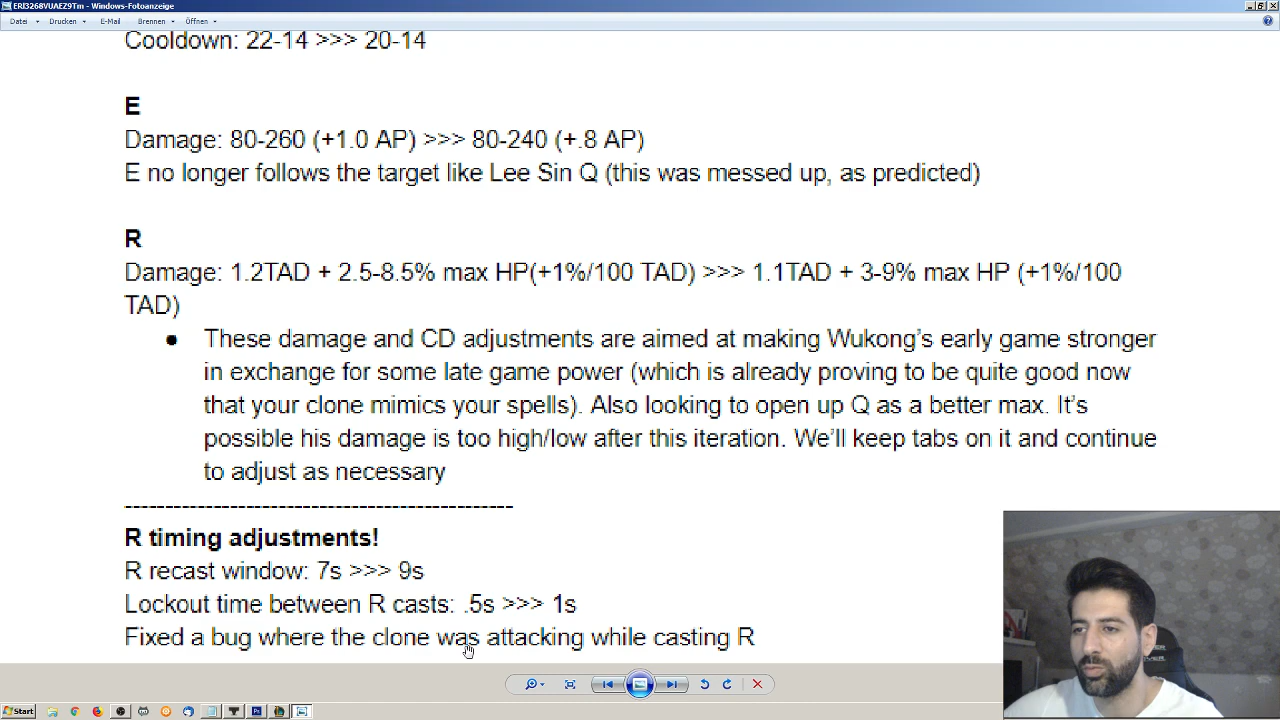 ERI3268VUAEZ9Tm - Windows-Fotoanzeige
Datei Drucken E-Mail Brennen Öffnen
Cooldown: 22-14 >>> 20-14
E
Damage: 80-260 (+1.0 AP) >>> 80-240 (+.8 AP)
E no longer follows the target like Lee Sin Q (this was messed up, as predicted)
R
Damage: 1.2TAD + 2.5-8.5% max HP(+1%/100 TAD) >>> 1.1TAD + 3-9% max HP (+1%/100
TAD)
● These damage and CD adjustments are aimed at making Wukong's early game stronger
in exchange for some late game power (which is already proving to be quite good now
that your clone mimics your spells). Also looking to open up Q as a better max. It's
possible his damage is too high/low after this iteration. We'll keep tabs on it and continue
to adjust as necessary
-----------------------------------------------
R timing adjustments!
R recast window: 7s >>> 9s
Lockout time between R casts: .5s >>> 1s
Fixed a bug where the clone was attacking while casting R
Start